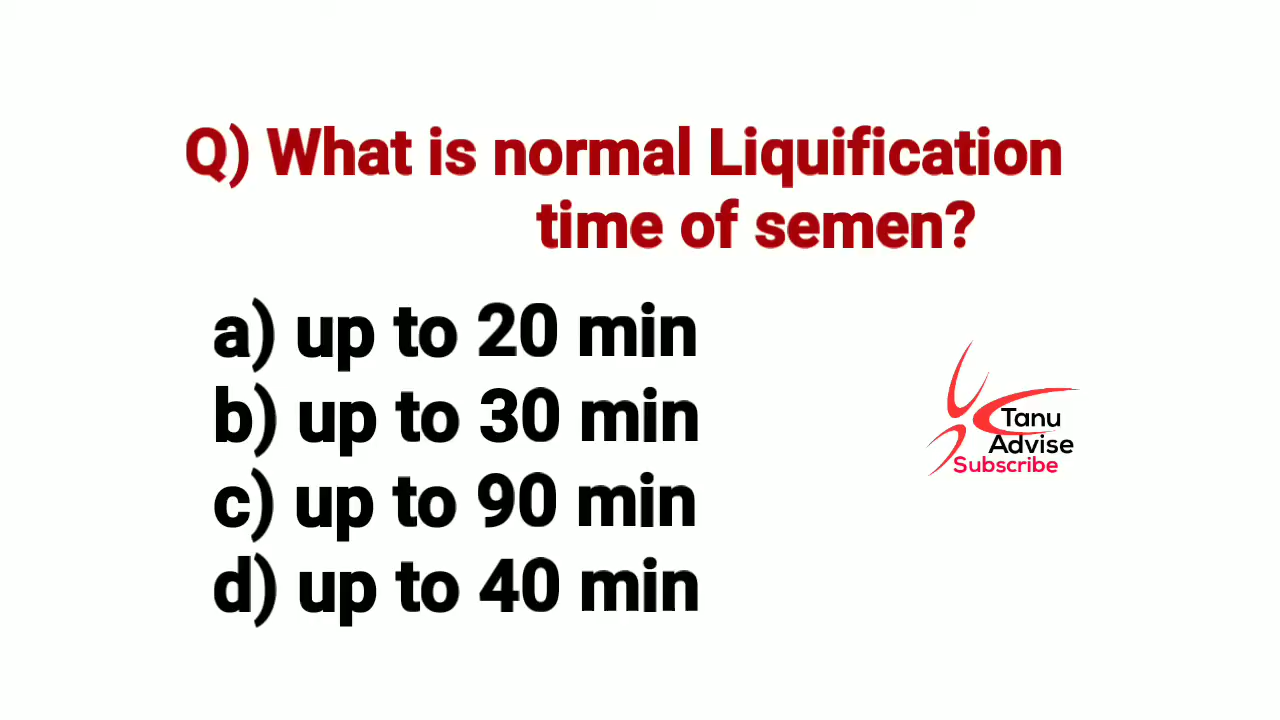 Q) What is normal Liquification
time of semen?
a) up to 20 min
b) up to 30 min
c) up to 90 min
d) up to 40 min
Tanu
Advise
Subscribe